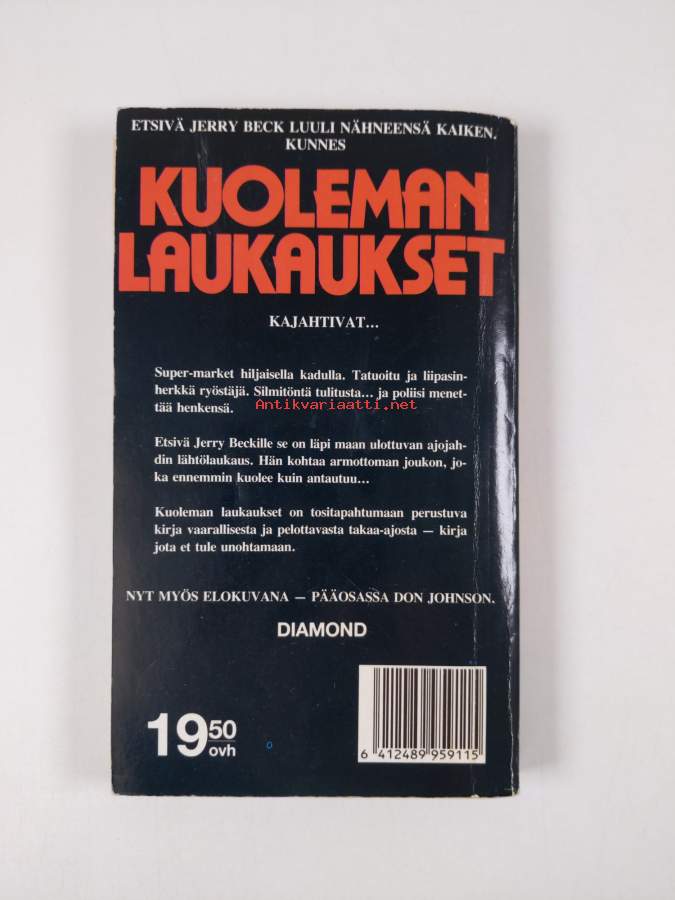 ETSIVÄ JERRY BECK LUULI NÄHNEENSÄ KAIKEN,
KUNNES
KUOLEMAN
LAUKAUKSET
KAJAHTIVAT...
Super-market hiljaisella kadulla. Tatuoitu ja liipasin-
herkkä ryöstäjä. Silmitöntä tulitusta... ja poliisi menet-
tää henkensä.
Antikvariaatti.net
Etsivä Jerry Beckille se on läpi maan ulottuvan ajojah-
din lähtölaukaus. Hän kohtaa armottoman joukon, jo-
ka ennemmin kuolee kuin antautuu...
Kuoleman laukaukset on tositapahtumaan perustuva
kirja vaarallisesta ja pelottavasta takaa-ajosta — kirja
jota et tule unohtamaan.
NYT MYÖS ELOKUVANA — PÄÄOSASSA DON JOHNSON.
DIAMOND
19 50
ovh
6 412489 959115